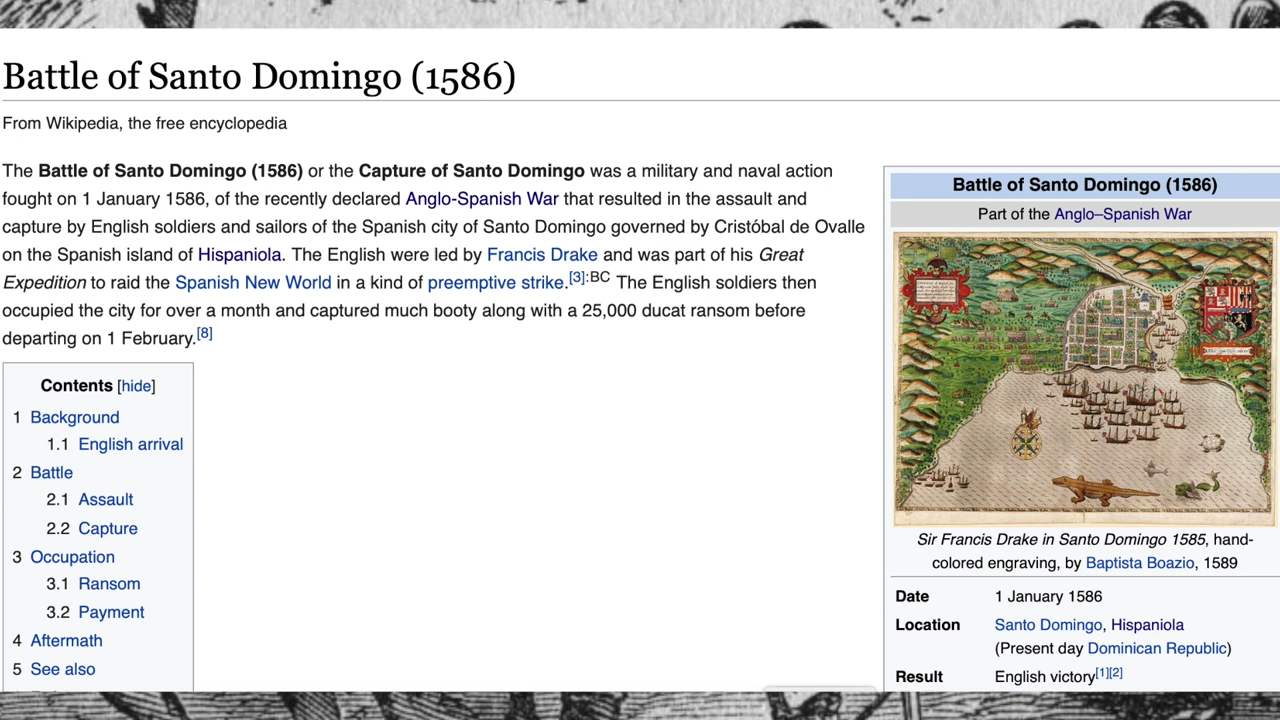 Battle of Santo Domingo (1586)
From Wikipedia, the free encyclopedia
The Battle of Santo Domingo (1586) or the Capture of Santo Domingo was a military and naval action
fought on 1 January 1586, of the recently declared Anglo-Spanish War that resulted in the assault and
capture by English soldiers and sailors of the Spanish city of Santo Domingo governed by Cristóbal de Ovalle
on the Spanish island of Hispaniola. The English were led by Francis Drake and was part of his Great
Expedition to raid the Spanish New World in a kind of preemptive strike.[3]:BC The English soldiers then
occupied the city for over a month and captured much booty along with a 25,000 ducat ransom before
departing on 1 February.[8]
Contents [hide]
1 Background
1.1 English arrival
2 Battle
2.1 Assault
2.2 Capture
3 Occupation
3.1 Ransom
3.2 Payment
4 Aftermath
5 See also
Battle of Santo Domingo (1586)
Part of the Anglo–Spanish War
Sir Francis Drake in Santo Domingo 1585, hand-
colored engraving, by Baptista Boazio, 1589
Date 1 January 1586
Location Santo Domingo, Hispaniola
(Present day Dominican Republic)
Result English victory[1][2]